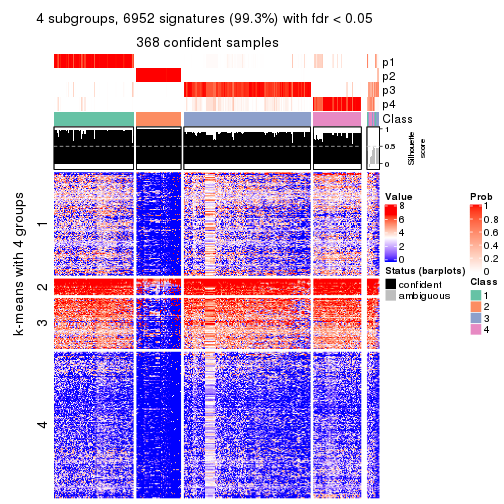 4 subgroups, 6952 signatures (99.3%) with fdr < 0.05
368 confident samples
p1
p2
p3
p4
Class
1
0.5
0
Silhouette
score
k-means with 4 groups
1
2
3
4
Value
8
6
4
2
0
Status (barplots)
confident
ambiguous
Prob
1
0.8
0.6
0.4
0.2
0
Class
1
2
3
4